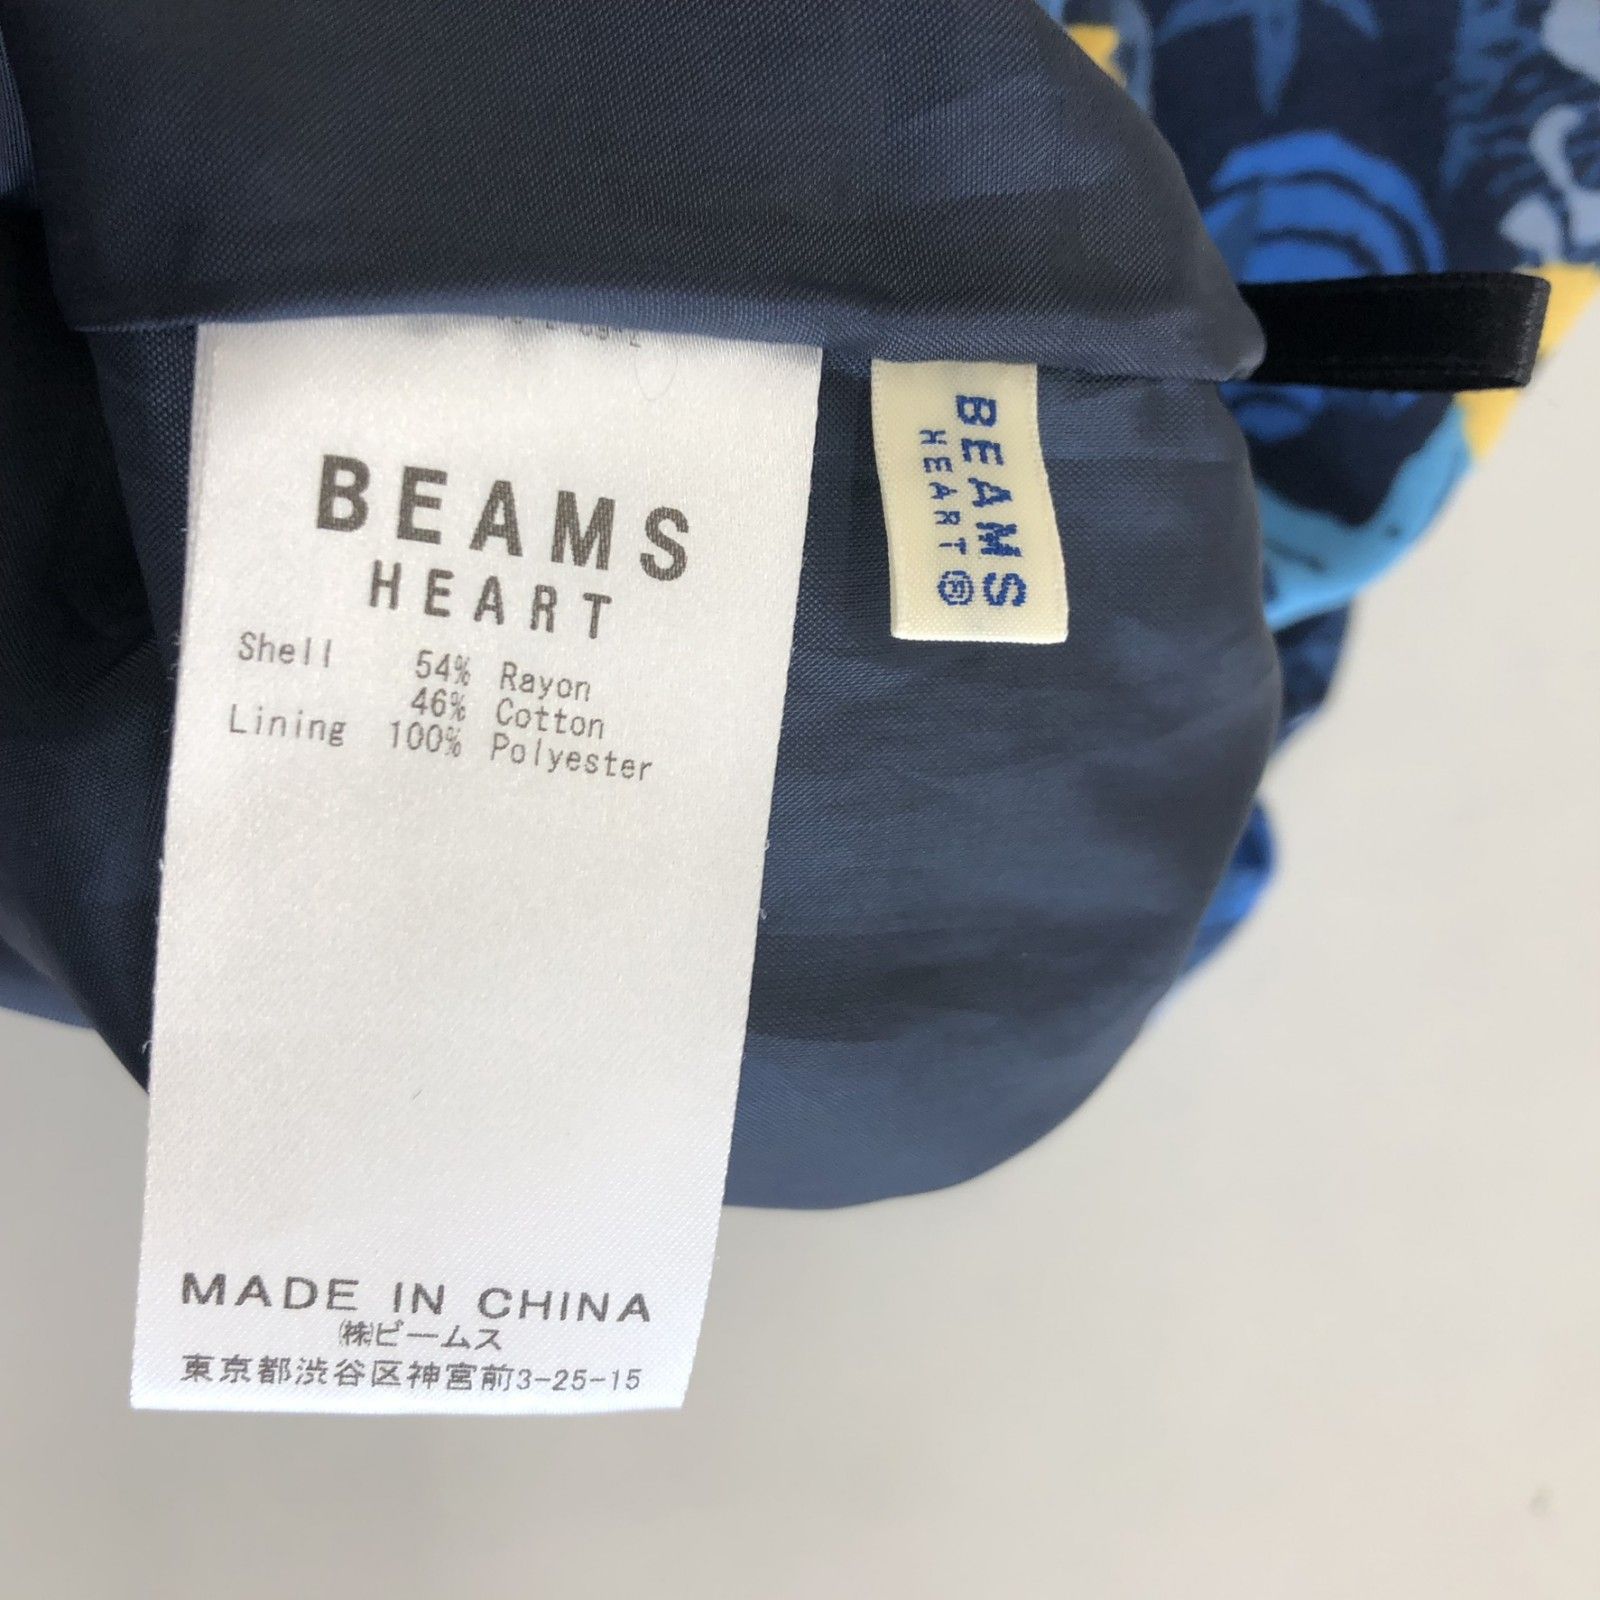 BEAMS
HEART
Shell 54% Rayon
46% Cotton
Lining 100% Polyester
MADE IN CHINA
㈱ビームス
東京都渋谷区神宮前3-25-15
BEAMS
HEART®